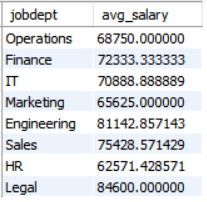 jobdept avg_salary
Operations 68750.000000
Finance 72333.333333
IT 70888.888889
Marketing 65625.000000
Engineering 81142.857143
Sales 75428.571429
HR 62571.428571
Legal 84600.000000